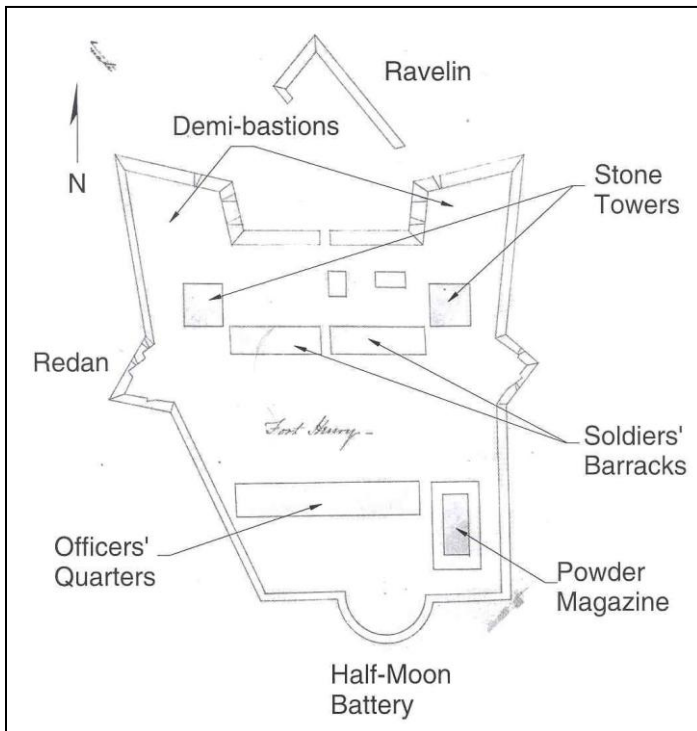 Ravelin
Demi-bastions
N
Stone
Towers
Redan
Fort Henry -
Soldiers'
Barracks
Officers'
Quarters
Powder
Magazine
Half-Moon
Battery